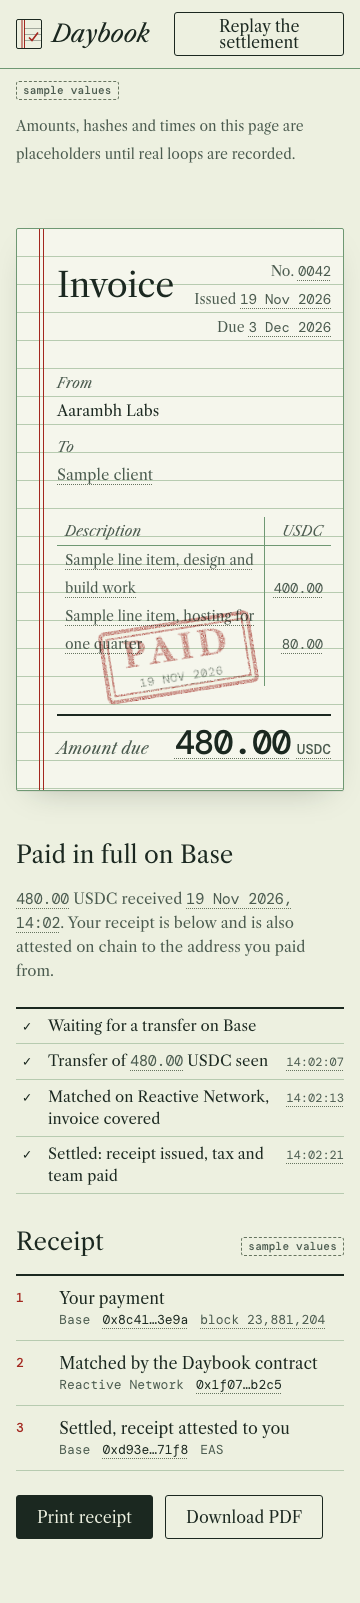 Daybook
Replay the
settlement
sample values
Amounts, hashes and times on this page are
placeholders until real loops are recorded.
Invoice
No. 0042
Issued 19 Nov 2026
Due 3 Dec 2026
From
Aarambh Labs
To
Sample client
Description USDC
Sample line item, design and
build work 400.00
Sample line item, hosting for
one quarter 80.00
PAID
19 NOV 2026
Amount due 480.00 USDC
Paid in full on Base
480.00 USDC received 19 Nov 2026,
14:02. Your receipt is below and is also
attested on chain to the address you paid
from.
✓ Waiting for a transfer on Base
✓ Transfer of 480.00 USDC seen 14:02:07
✓ Matched on Reactive Network, 14:02:13
invoice covered
✓ Settled: receipt issued, tax and 14:02:21
team paid
Receipt sample values
1 Your payment
Base 0x8c41…3e9a block 23,881,204
2 Matched by the Daybook contract
Reactive Network 0x1f07…b2c5
3 Settled, receipt attested to you
Base 0xd93e…71f8 EAS
Print receipt Download PDF